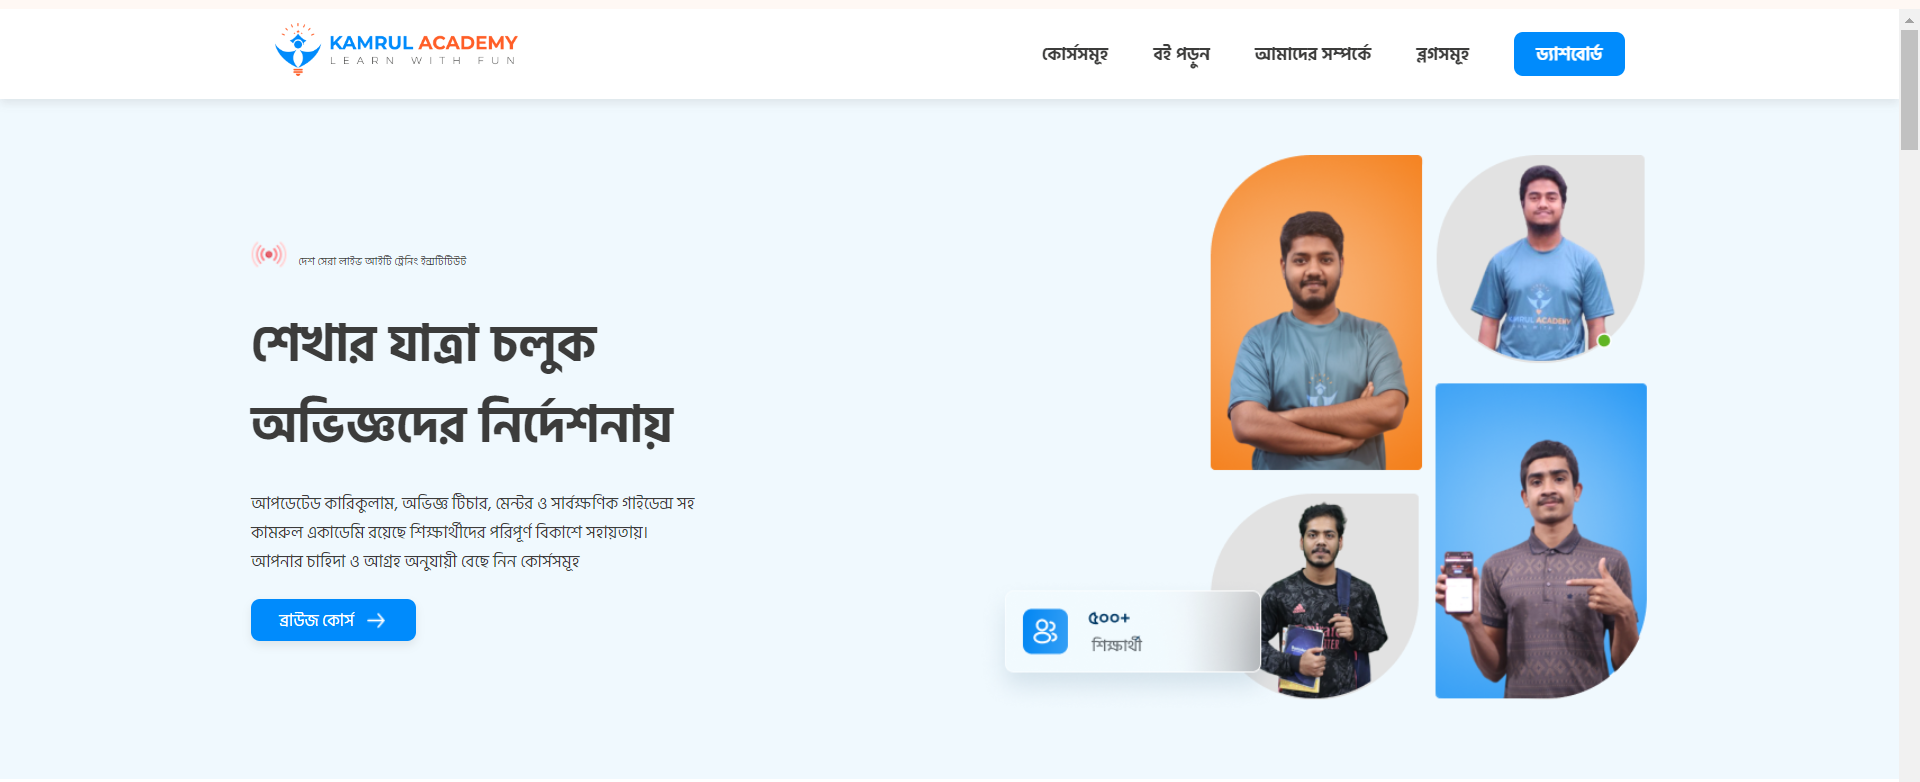 KAMRUL ACADEMY
LEARN WITH FUN
কোর্সসমূহ
বই পড়ুন
আমাদের সম্পর্কে
ব্লগসমূহ
ড্যাশবোর্ড
দেশ সেরা লাইভ আইটি ট্রেনিং ইন্সটিটিউট
শেখার যাত্রা চলুক
অভিজ্ঞদের নির্দেশনায়
আপডেটেড কারিকুলাম, অভিজ্ঞ টিচার, মেন্টর ও সার্বক্ষণিক গাইডেন্স সহ
কামরুল একাডেমি রয়েছে শিক্ষার্থীদের পরিপূর্ণ বিকাশে সহায়তায়।
আপনার চাহিদা ও আগ্রহ অনুযায়ী বেছে নিন কোর্সসমূহ
ব্রাউজ কোর্স
৫০০+
শিক্ষার্থী
KAMRUL ACADEMY